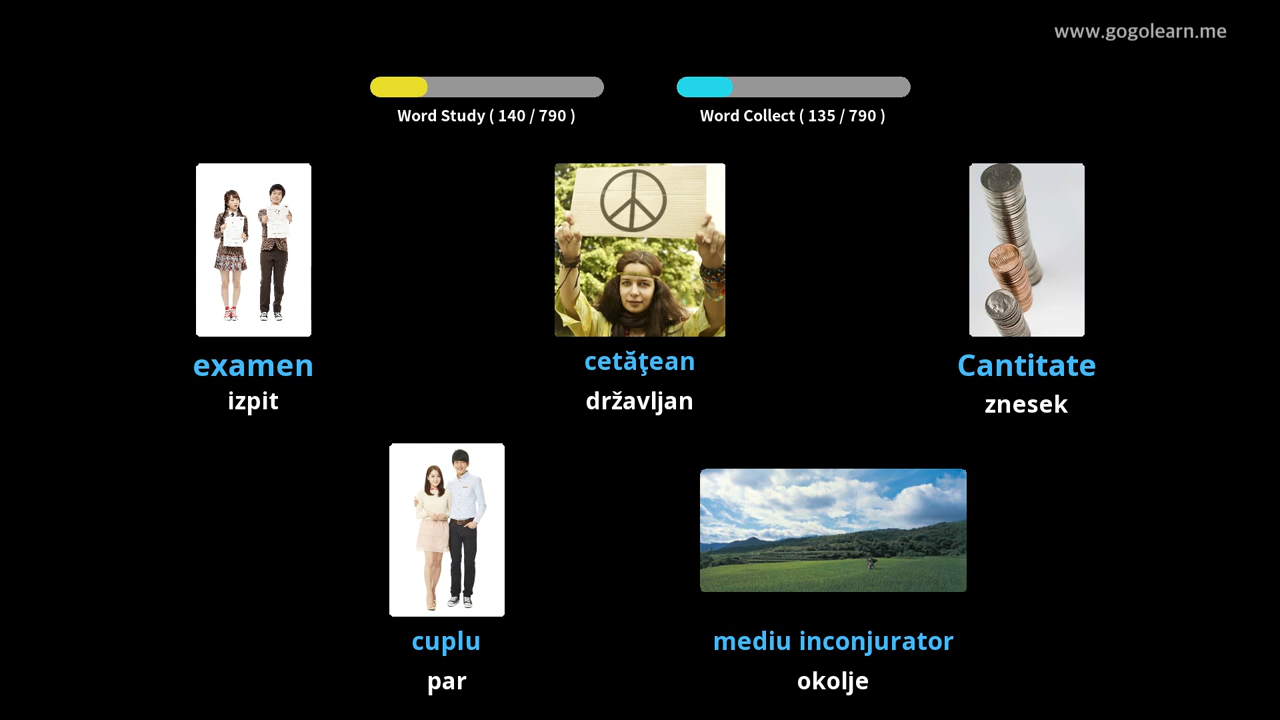 www.gogolearn.me
Word Study ( 140 / 790 )
Word Collect ( 135 / 790 )
examen
izpit
cetăţean
državljan
Cantitate
znesek
cuplu
par
mediu inconjurator
okolje